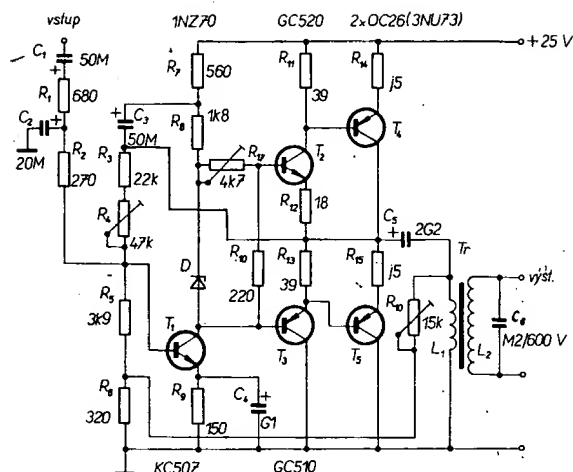 vstup
1NZ70
GC520
2xOC26(3NU73)
+25 V
C1
50M
R1
680
C2
20M
R2
270
R3
22k
R4
47k
R5
3k9
R6
320
C3
50M
R7
560
R8
1k8
R17
4k7
D
R10
220
T1
R9
150
C4
G1
R11
39
T2
R12
18
R13
39
T3
R14
j5
T4
C5
2G2
R15
j5
T5
R10
15k
Tr
L1
L2
výst.
C6
M2/600 V
KC507
GC510